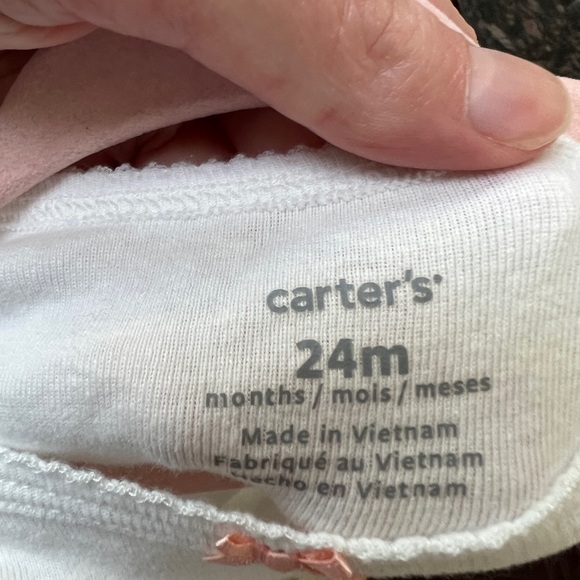 carter's
24m
months / mois / meses
Made in Vietnam
Fabriqué au Vietnam
en Vietnam